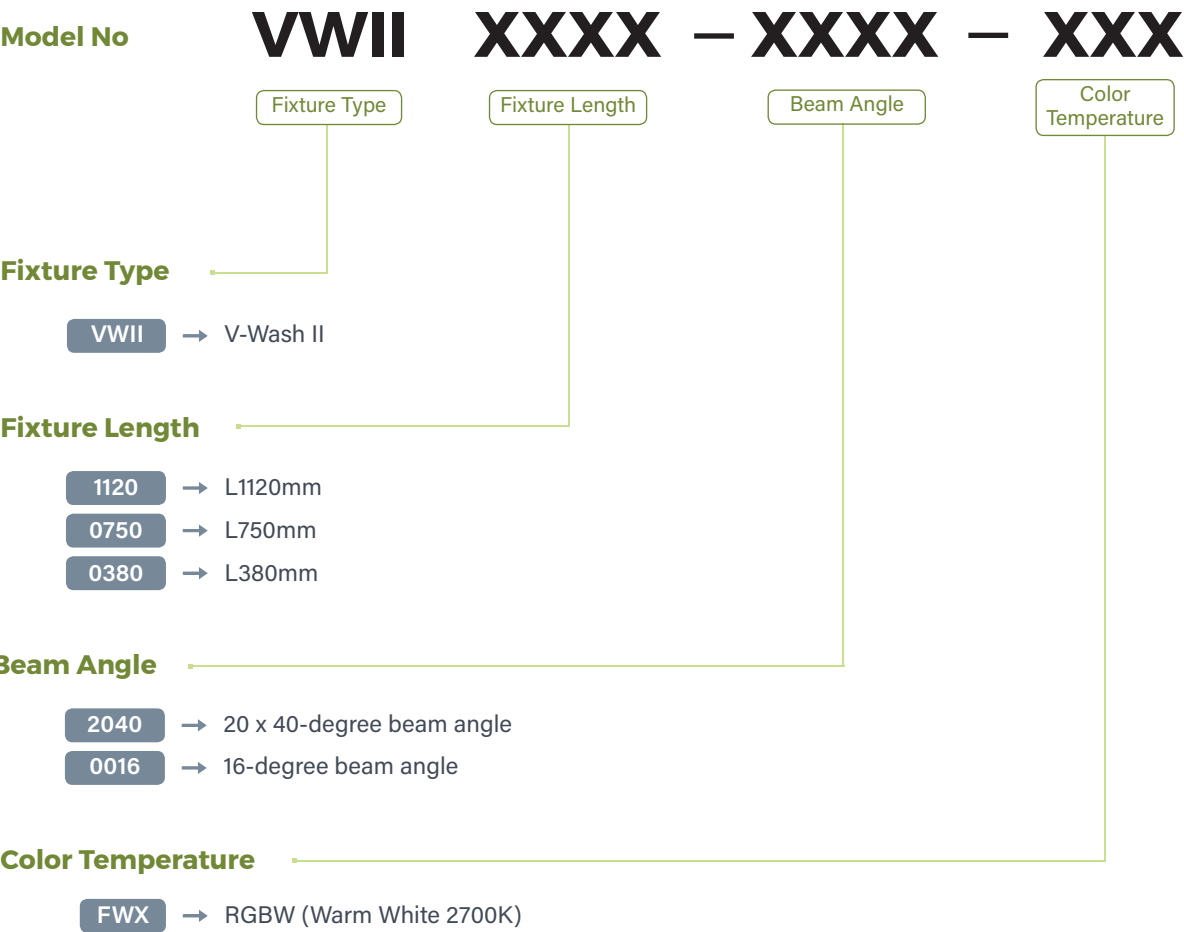 Model No VWII XXXX – XXXX – XXX
Fixture Type Fixture Length Beam Angle Color
Temperature
Fixture Type
VWII → V-Wash II
Fixture Length
1120 → L1120mm
0750 → L750mm
0380 → L380mm
Beam Angle
2040 → 20 x 40-degree beam angle
0016 → 16-degree beam angle
Color Temperature
FWX → RGBW (Warm White 2700K)